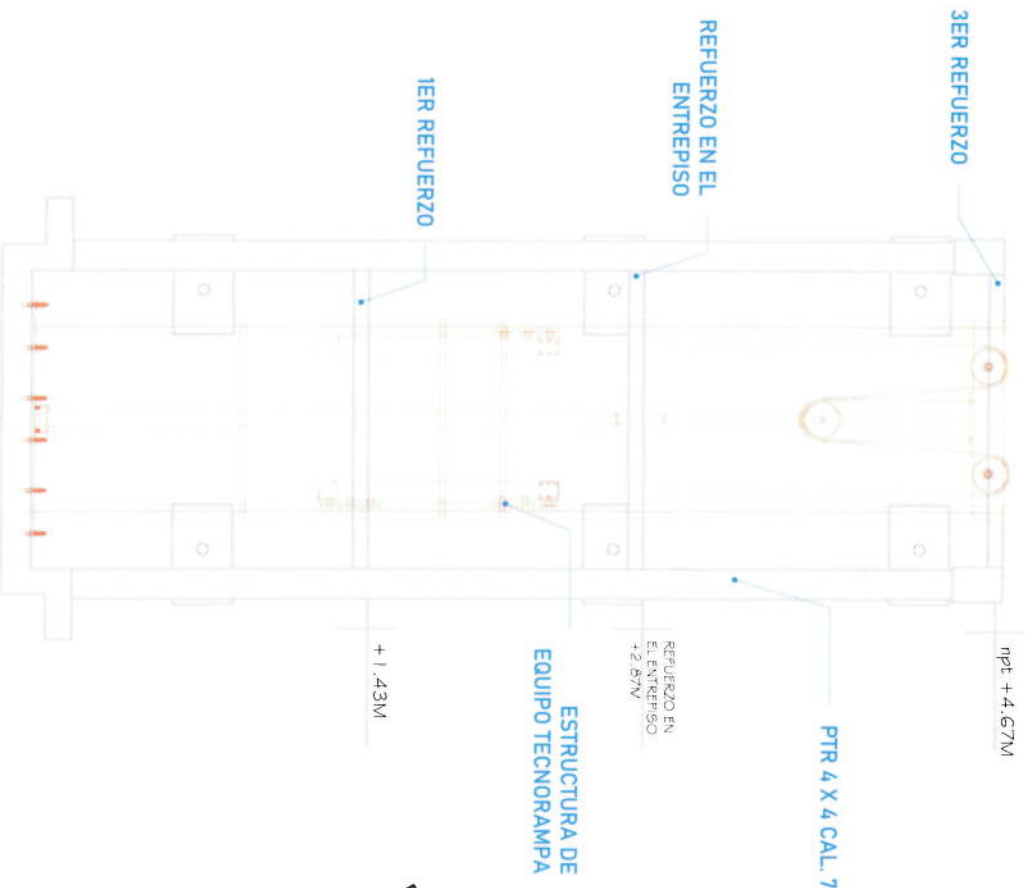 3ER REFUERZO
npt +4.67M
PTR 4 X 4 CAL. 7
REFUERZO EN EL
ENTREPISO
REFUERZO EN
EL ENTREPISO
+2.87M
ESTRUCTURA DE
EQUIPO TECNORAMPA
1ER REFUERZO
+1.43M